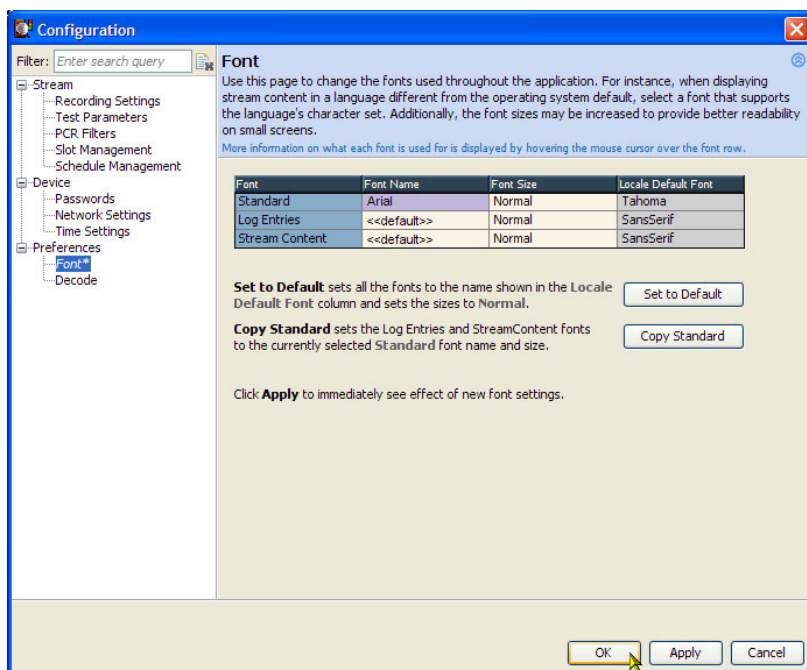 Configuration
Filter: Enter search query
Stream
Recording Settings
Test Parameters
PCR Filters
Slot Management
Schedule Management
Device
Passwords
Network Settings
Time Settings
Preferences
Font*
Decode
Font
Use this page to change the fonts used throughout the application. For instance, when displaying
stream content in a language different from the operating system default, select a font that supports
the language's character set. Additionally, the font sizes may be increased to provide better readability
on small screens.
More information on what each font is used for is displayed by hovering the mouse cursor over the font row.
Font Font Name Font Size Locale Default Font
Standard Arial Normal Tahoma
Log Entries <<default>> Normal SansSerif
Stream Content <<default>> Normal SansSerif
Set to Default sets all the fonts to the name shown in the Locale
Default Font column and sets the sizes to Normal.
Set to Default
Copy Standard sets the Log Entries and StreamContent fonts
to the currently selected Standard font name and size.
Copy Standard
Click Apply to immediately see effect of new font settings.
OK Apply Cancel